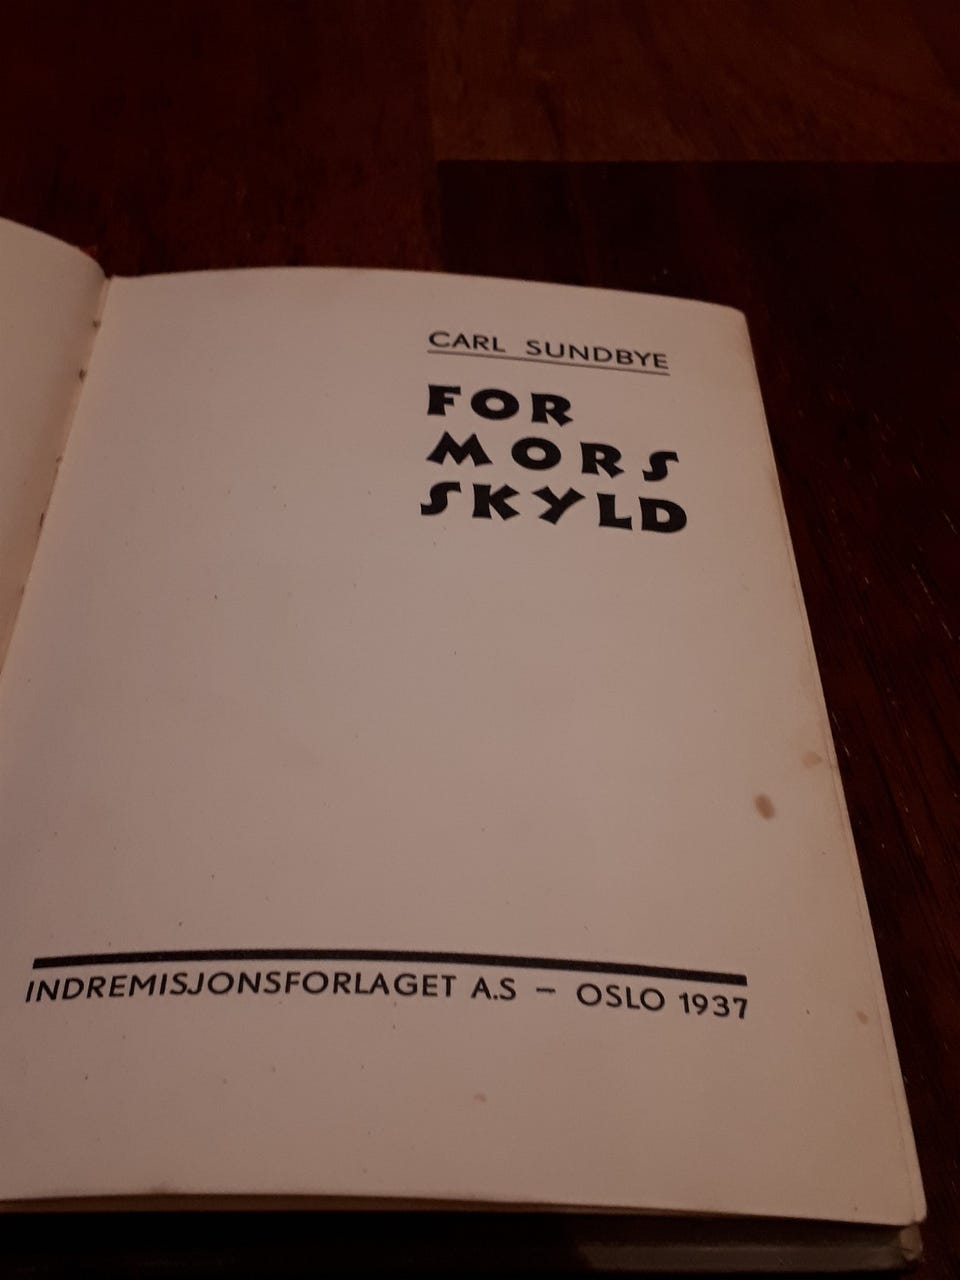 CARL SUNDBYE
FOR
MORS
SKYLD
INDREMISJONSFORLAGET A.S – OSLO 1937